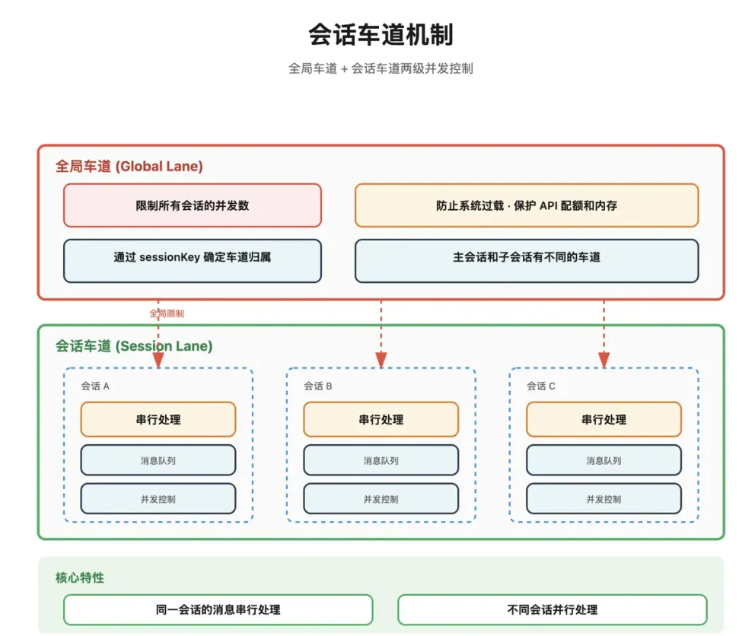 会话车道机制
全局车道 + 会话车道两级并发控制
全局车道 (Global Lane)
限制所有会话的并发数
防止系统过载 · 保护 API 配额和内存
通过 sessionKey 确定车道归属
主会话和子会话有不同的车道
全局限制
会话车道 (Session Lane)
会话 A
会话 B
会话 C
串行处理
串行处理
串行处理
消息队列
消息队列
消息队列
并发控制
并发控制
并发控制
核心特性
同一会话的消息串行处理
不同会话并行处理